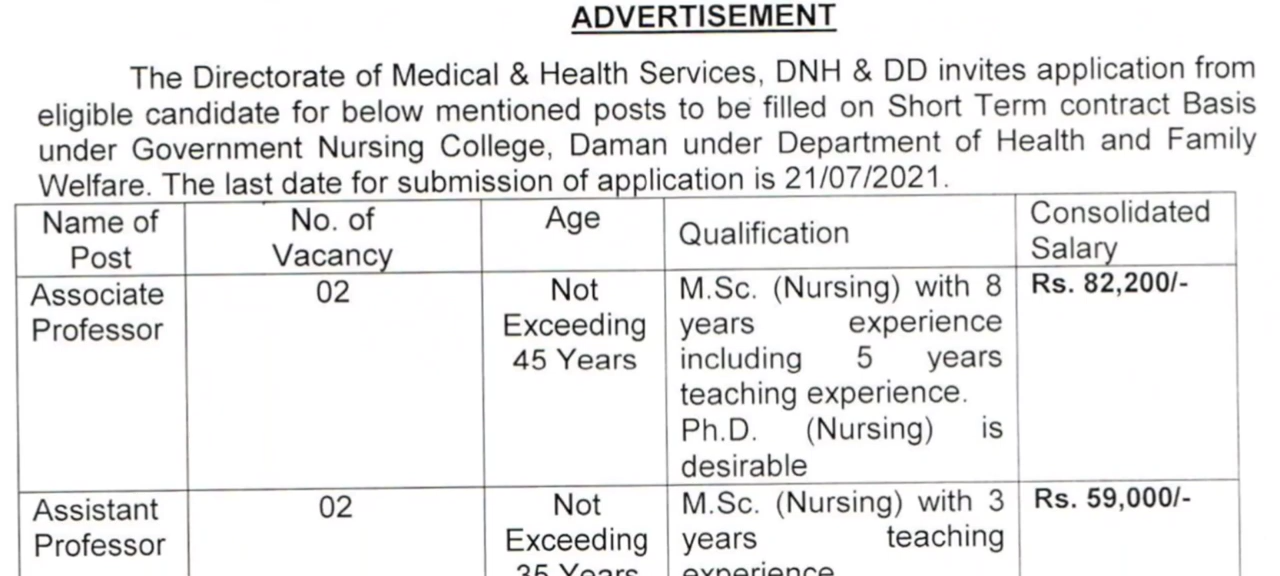 ADVERTISEMENT
The Directorate of Medical & Health Services, DNH & DD invites application from
eligible candidate for below mentioned posts to be filled on Short Term contract Basis
under Government Nursing College, Daman under Department of Health and Family
Welfare. The last date for submission of application is 21/07/2021.
Name of
Post
No. of
Vacancy
Age
Qualification
Consolidated
Salary
Associate
Professor
02
Not
Exceeding
45 Years
M.Sc. (Nursing) with 8
years experience
including 5 years
teaching experience.
Ph.D. (Nursing) is
desirable
Rs. 82,200/-
Assistant
Professor
02
Not
Exceeding
35 Years
M.Sc. (Nursing) with 3
years teaching
experience
Rs. 59,000/-